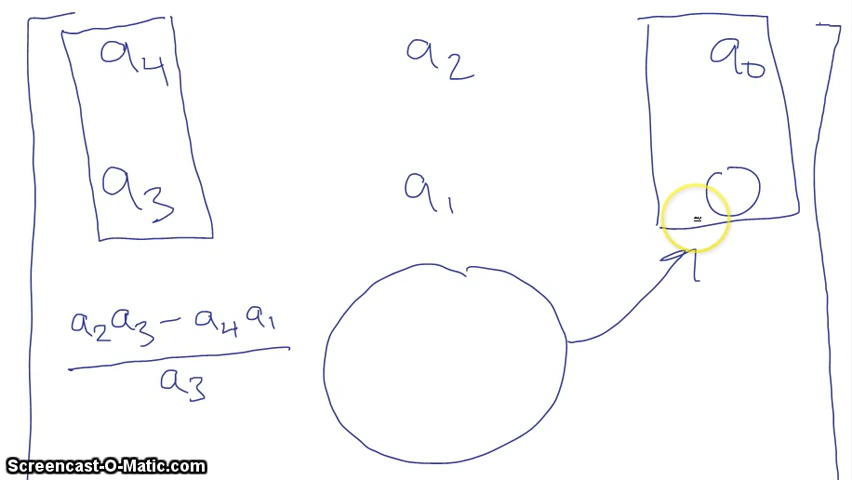 a₄ a₂ a₀
a₃ a₁ 0
a₂a₃ - a₄a₁
a₃
Screencast-O-Matic.com